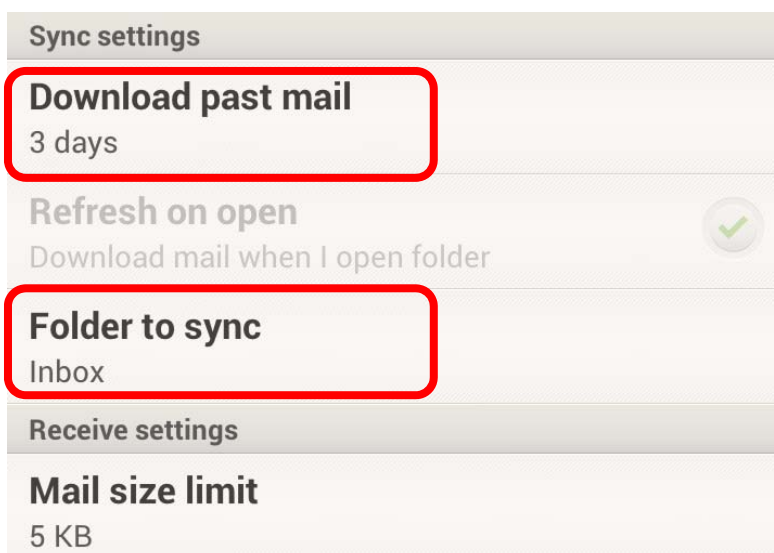 Sync settings
Download past mail
3 days
Refresh on open
Download mail when I open folder
Folder to sync
Inbox
Receive settings
Mail size limit
5 KB